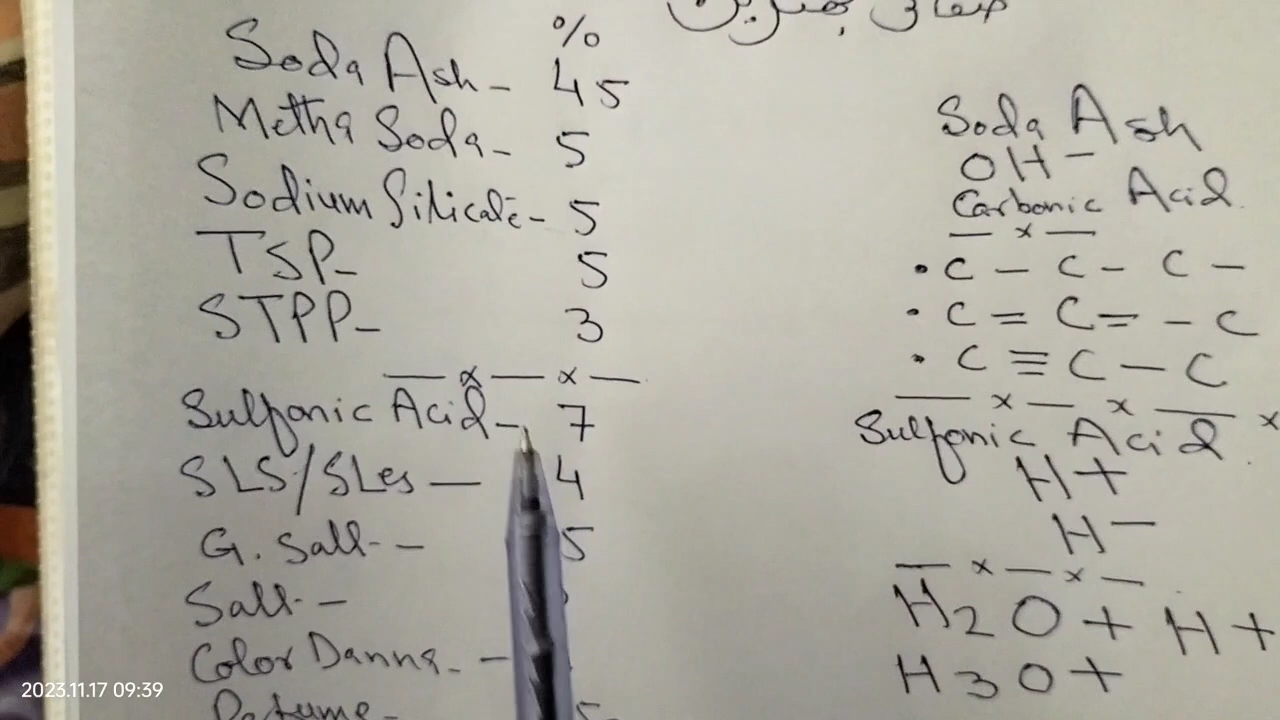 %
Soda Ash - 45
Metha Soda - 5
Sodium Silicate - 5
TSP - 5
STPP - 3
— x — x —
Sulfonic Acid - 7
SLS/SLes — 4
G. Salt - 5
Salt -
Color Danna -
صفائی بہترین
Soda Ash
OH -
Carbonic Acid
— x —
• C - C - C -
• C = C = - C
• C ≡ C - C
— x — x — x
Sulfonic Acid.
H+
H-
— x — x —
H2O + H+
H3O+
2023.11.17 09:39